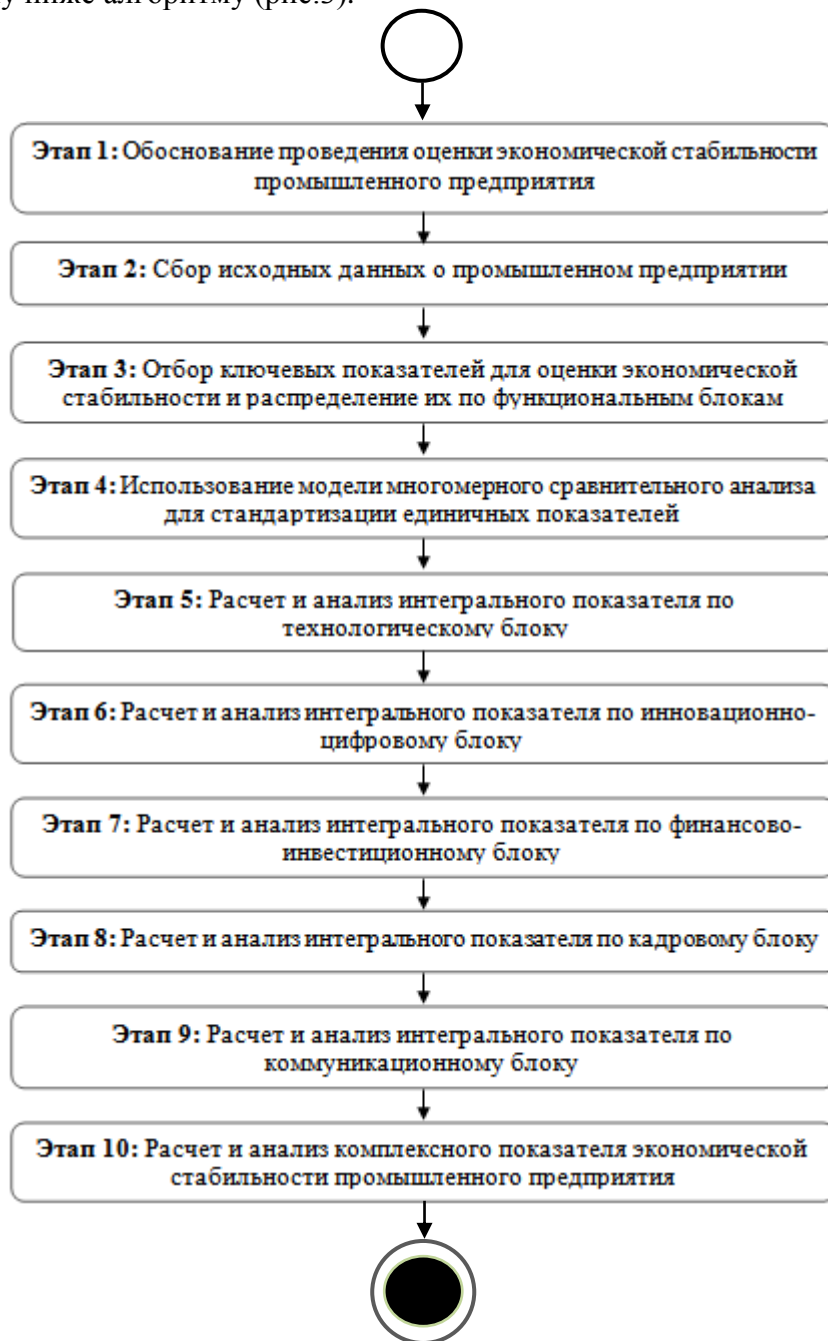 ниже алгоритму (рис.3).
Этап 1: Обоснование проведения оценки экономической стабильности
промышленного предприятия
Этап 2: Сбор исходных данных о промышленном предприятии
Этап 3: Отбор ключевых показателей для оценки экономической
стабильности и распределение их по функциональным блокам
Этап 4: Использование модели многомерного сравнительного анализа
для стандартизации единичных показателей
Этап 5: Расчет и анализ интегрального показателя по
технологическому блоку
Этап 6: Расчет и анализ интегрального показателя по инновационно-
цифровому блоку
Этап 7: Расчет и анализ интегрального показателя по финансово-
инвестиционному блоку
Этап 8: Расчет и анализ интегрального показателя по кадровому блоку
Этап 9: Расчет и анализ интегрального показателя по
коммуникационному блоку
Этап 10: Расчет и анализ комплексного показателя экономической
стабильности промышленного предприятия